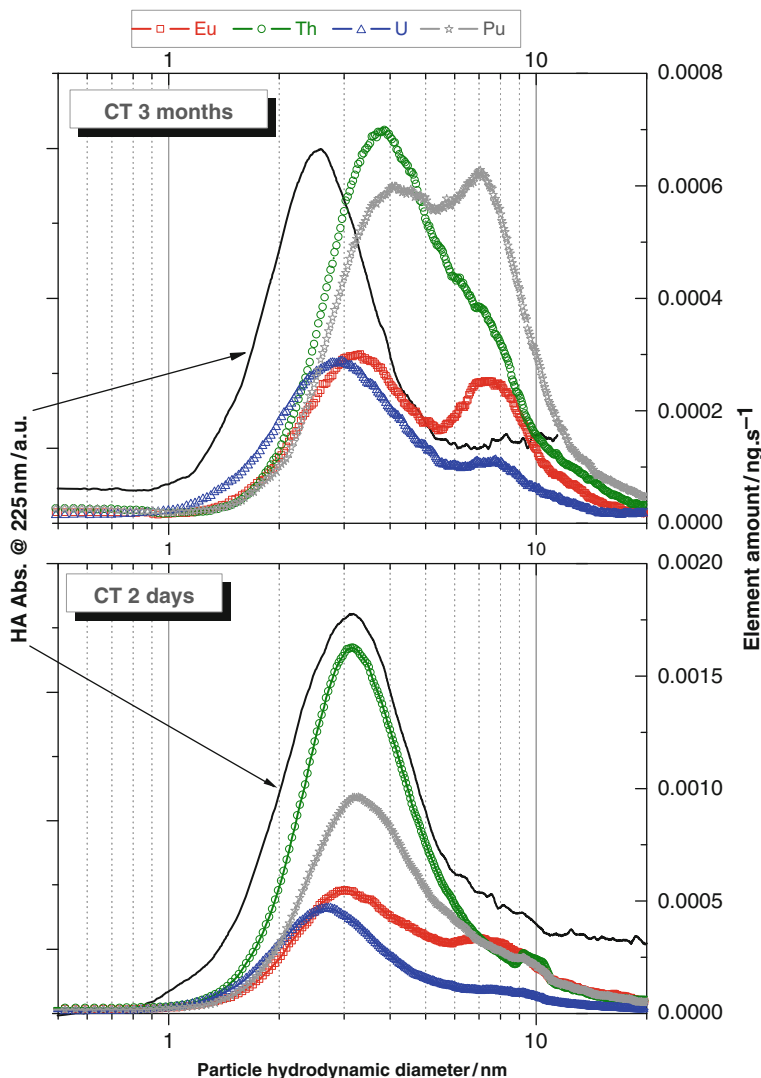 Eu Th U Pu
1 10
CT 3 months
0.0008
0.0006
0.0004
0.0002
0.0000
1 10
CT 2 days
0.0020
0.0015
0.0010
0.0005
0.0000
1 10
HA Abs. @ 225 nm/a.u.
Element amount/ng.s⁻¹
Particle hydrodynamic diameter/nm